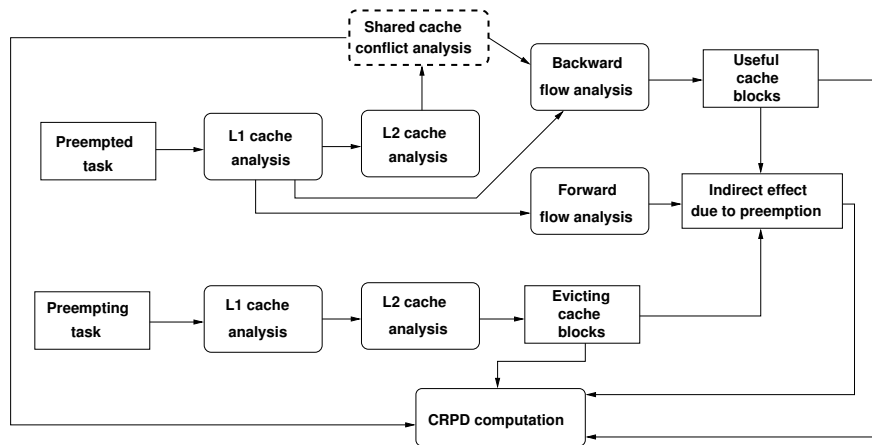 Shared cache
conflict analysis
Backward
flow analysis
Useful
cache
blocks
Preempted
task
L1 cache
analysis
L2 cache
analysis
Forward
flow analysis
Indirect effect
due to preemption
Preempting
task
L1 cache
analysis
L2 cache
analysis
Evicting
cache
blocks
CRPD computation